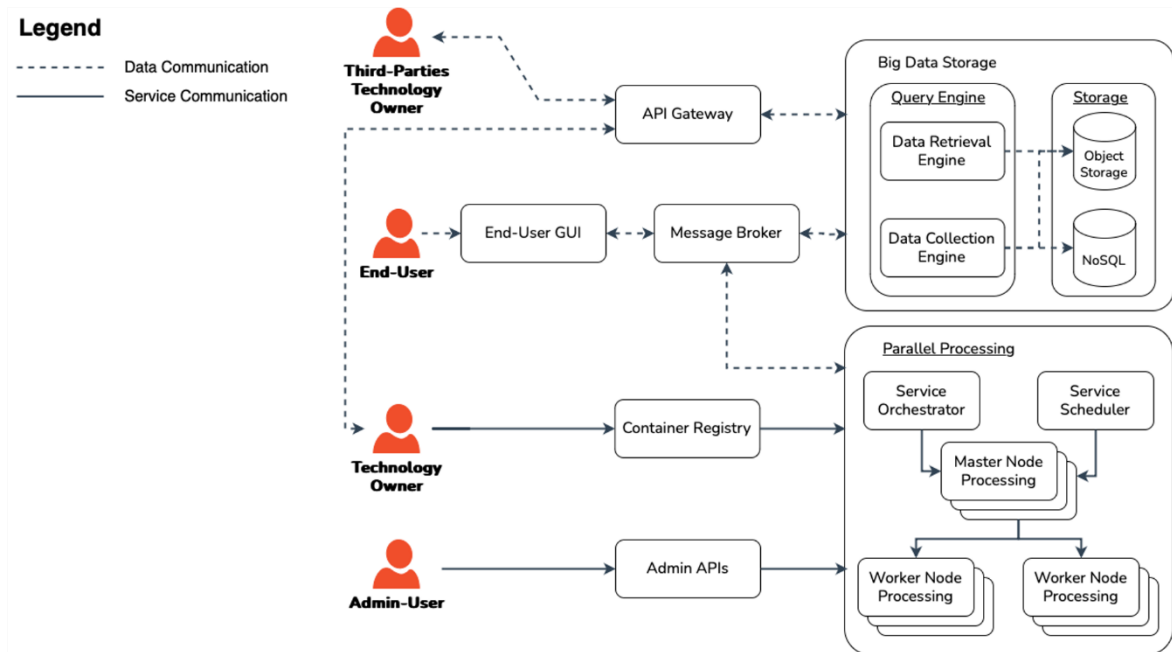 Legend
Data Communication
Service Communication
Third-Parties
Technology
Owner
API Gateway
Big Data Storage
Query Engine
Storage
Data Retrieval
Engine
Object
Storage
End-User
End-User GUI
Message Broker
Data Collection
Engine
NoSQL
Parallel Processing
Service
Orchestrator
Service
Scheduler
Technology
Owner
Container Registry
Master Node
Processing
Admin-User
Admin APIs
Worker Node
Processing
Worker Node
Processing